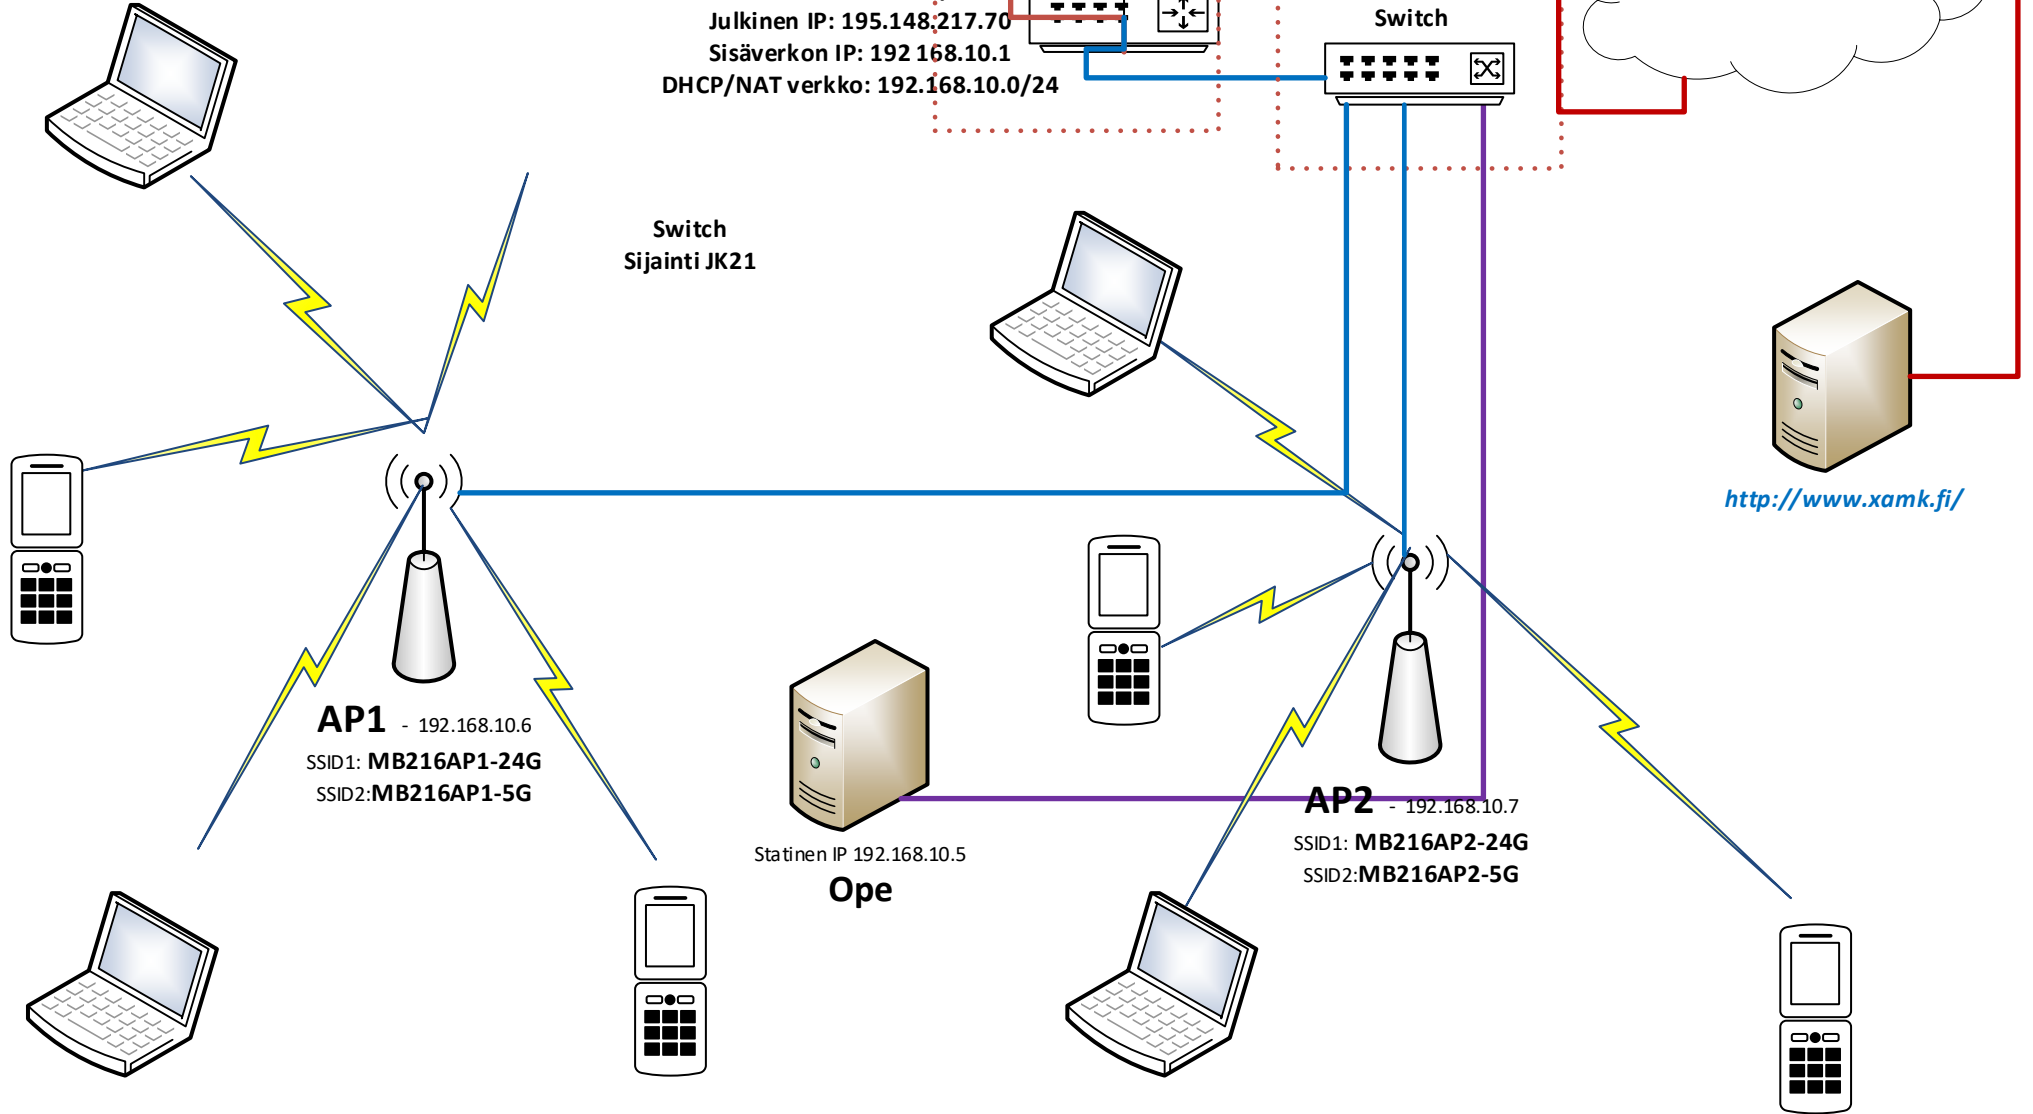 Julkinen IP: 195.148.217.70
Sisäverkon IP: 192 168.10.1
DHCP/NAT verkko: 192.168.10.0/24
Switch
Switch
Sijainti JK21
http://www.xamk.fi/
AP1 - 192.168.10.6
SSID1: MB216AP1-24G
SSID2:MB216AP1-5G
Statinen IP 192.168.10.5
Ope
AP2 - 192.168.10.7
SSID1: MB216AP2-24G
SSID2:MB216AP2-5G